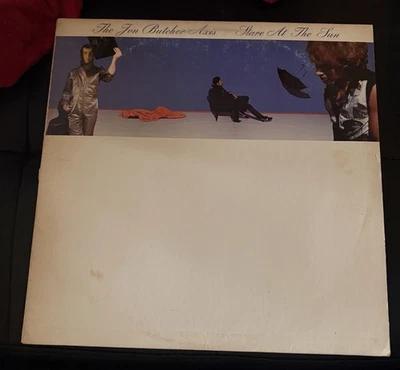 The Jon Butcher Axis Stare At The Sun